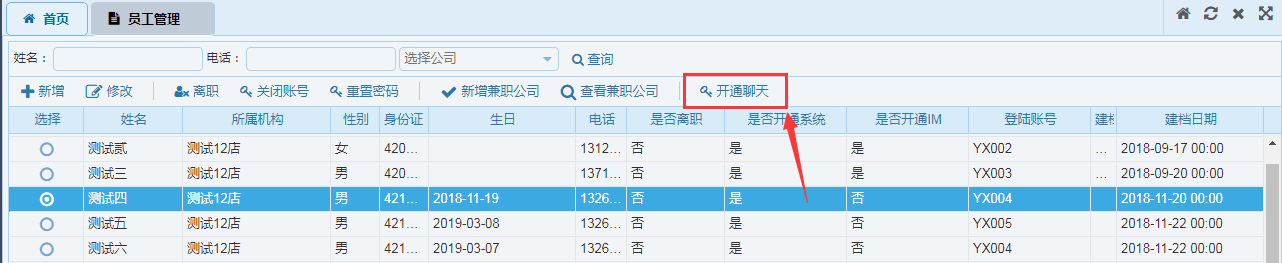 首页 员工管理
姓名： 电话： 选择公司 查询
新增 修改 离职 关闭账号 重置密码 新增兼职公司 查看兼职公司 开通聊天
选择 姓名 所属机构 性别 身份证 生日 电话 是否离职 是否开通系统 是否开通IM 登陆账号 建档日期
测试贰 测试12店 女 420... 1312... 否 是 是 YX002 ... 2018-09-17 00:00
测试三 测试12店 男 420... 1371... 否 是 是 YX003 ... 2018-09-20 00:00
测试四 测试12店 男 421... 2018-11-19 1326... 否 是 否 YX004 2018-11-20 00:00
测试五 测试12店 男 421... 2019-03-08 1326... 否 是 否 YX005 2018-11-22 00:00
测试六 测试12店 男 421... 2019-03-07 1326... 否 是 否 YX004 2018-11-22 00:00